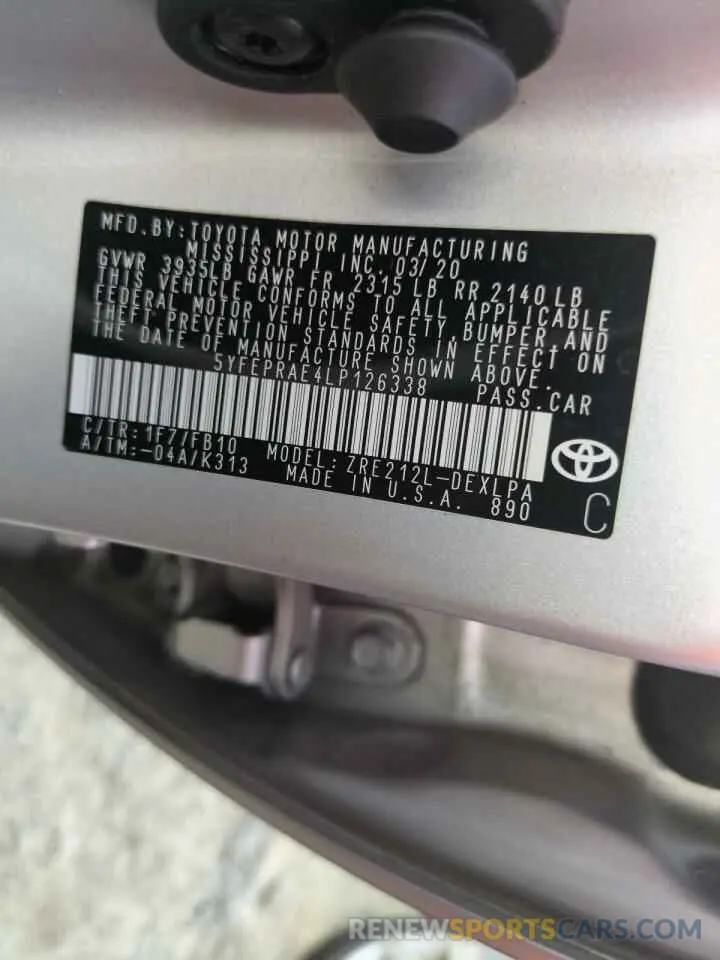 MFD. BY: TOYOTA MOTOR MANUFACTURING
MISSISSIPPI INC. 03/20
GVWR 3935LB GAWR FR 2315 LB RR 2140 LB
THIS VEHICLE CONFORMS TO ALL APPLICABLE
FEDERAL MOTOR VEHICLE SAFETY, BUMPER, AND
THEFT PREVENTION STANDARDS IN EFFECT ON
THE DATE OF MANUFACTURE SHOWN ABOVE.
5YFEPRAE4LP126338 PASS. CAR
C/TR: 1F7/FB10 MODEL: ZRE212L-DEXLPA
A/TM: -04A/K313 MADE IN U.S.A. 890
C
RENEWSPORTSCARS.COM